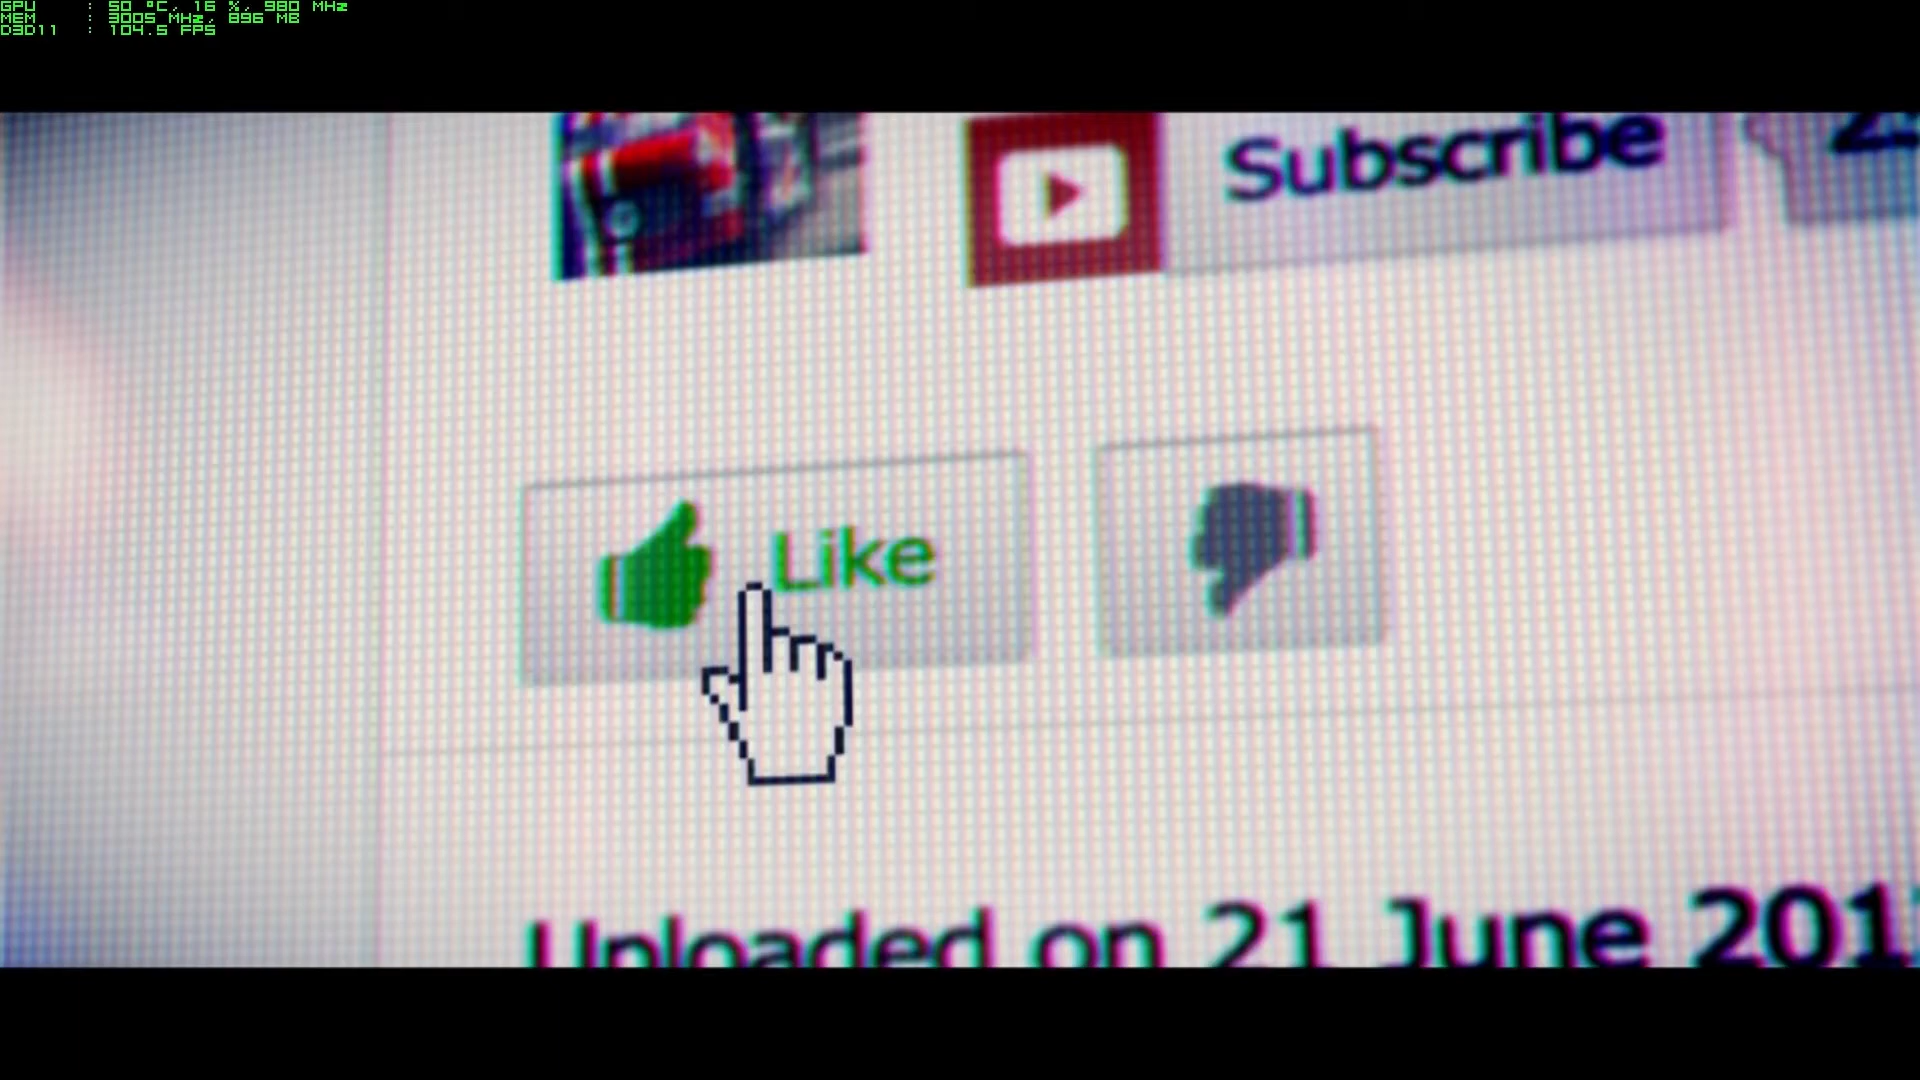 GPU : 50 °C, 16 %, 980 MHz
MEM : 3005 MHz, 896 MB
D3D11 : 104.5 FPS
Subscribe
Like
Uploaded on 21 June